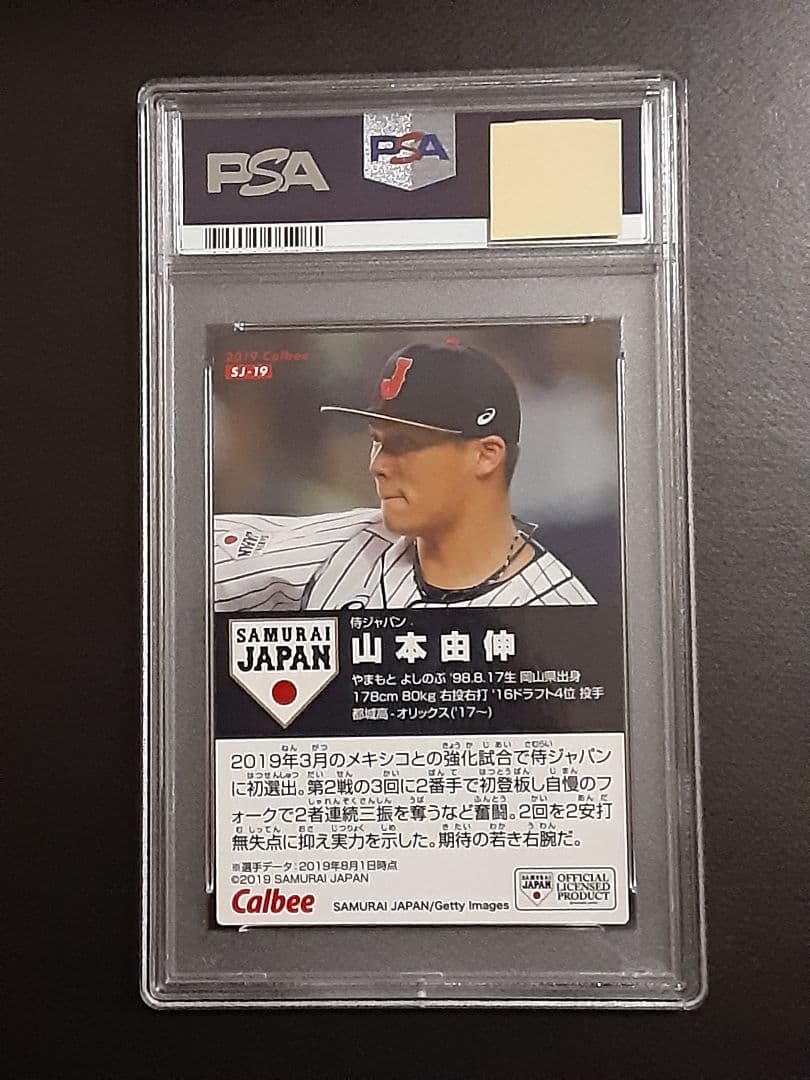 PSA
PSA
2019 Calbee
SJ-19
J
SAMURAI
JAPAN
侍ジャパン
山本由伸
やまもと よしのぶ '98.8.17生 岡山県出身
178cm 80kg 右投右打 '16ドラフト4位 投手
都城高-オリックス('17〜)
2019年3月のメキシコとの強化試合で侍ジャパン
に初選出。第2戦の3回に2番手で初登板し自慢のフ
ォークで2者連続三振を奪うなど奮闘。2回を2安打
無失点に抑え実力を示した。期待の若き右腕だ。
※選手データ:2019年8月1日時点
©2019 SAMURAI JAPAN
Calbee
SAMURAI JAPAN/Getty Images
SAMURAI
JAPAN
OFFICIAL
LICENSED
PRODUCT